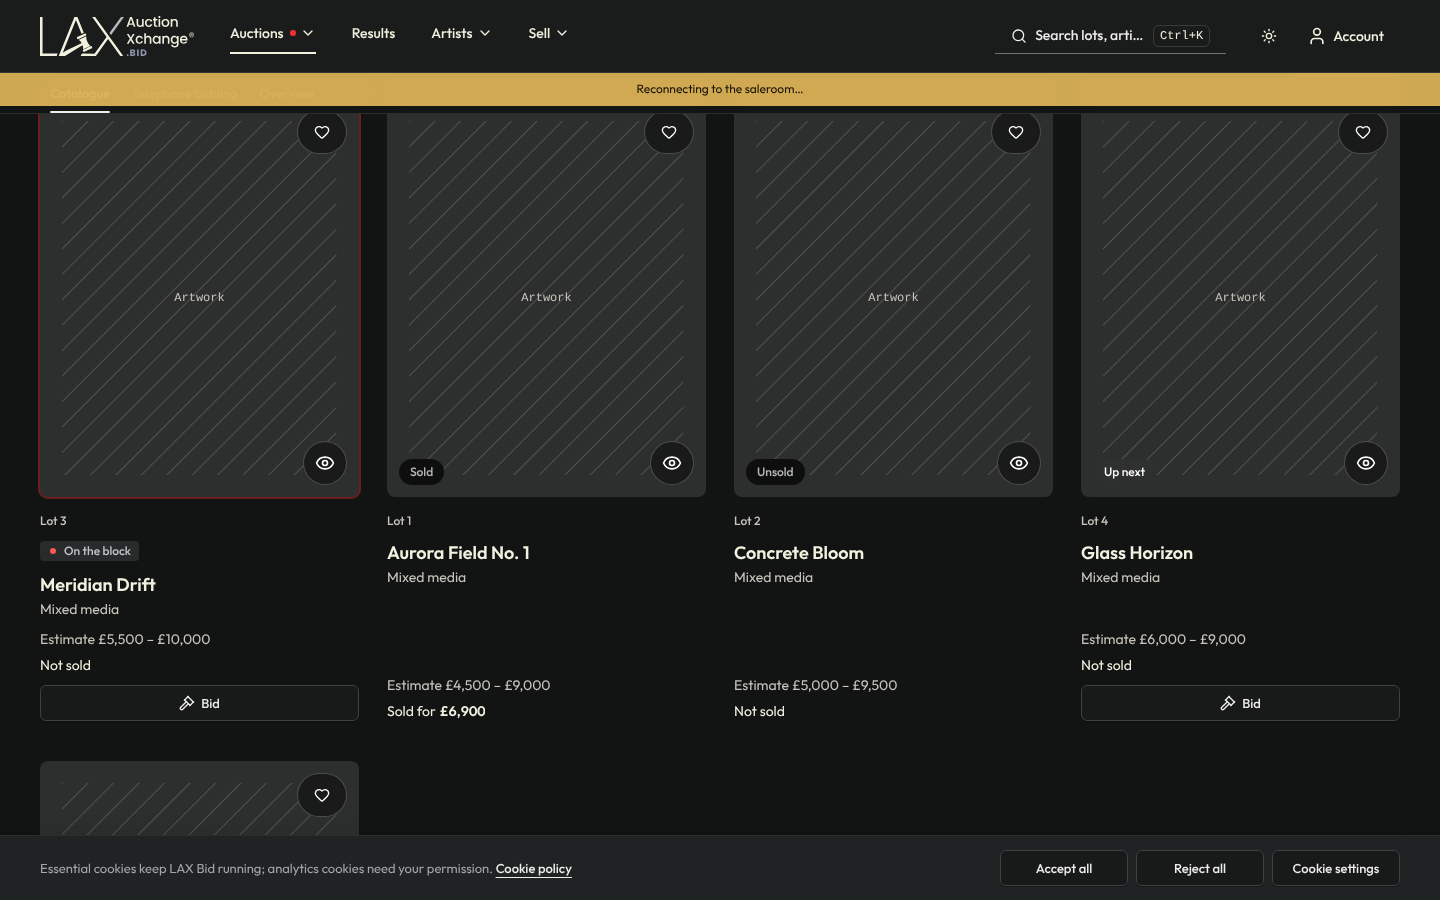 LAX Auction Xchange® .BID
Auctions
Results
Artists
Sell
Search lots, arti...
Ctrl+K
Account
Reconnecting to the saleroom...
Catalogue
Telephone bidding
Overview
Artwork
Artwork
Artwork
Artwork
Sold
Unsold
Up next
Lot 3
Lot 1
Lot 2
Lot 4
On the block
Aurora Field No. 1
Concrete Bloom
Glass Horizon
Meridian Drift
Mixed media
Mixed media
Mixed media
Mixed media
Estimate £5,500 – £10,000
Estimate £6,000 – £9,000
Not sold
Not sold
Estimate £4,500 – £9,000
Estimate £5,000 – £9,500
Bid
Bid
Sold for £6,900
Not sold
Essential cookies keep LAX Bid running; analytics cookies need your permission. Cookie policy
Accept all
Reject all
Cookie settings